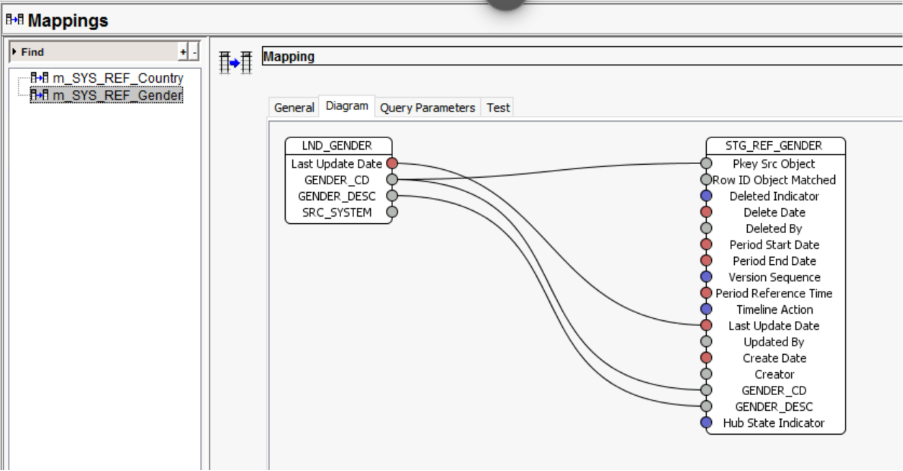 Mappings
Find
+ -
m_SYS_REF_Country
m_SYS_REF_Gender
Mapping
General Diagram Query Parameters Test
LND_GENDER
Last Update Date
GENDER_CD
GENDER_DESC
SRC_SYSTEM
STG_REF_GENDER
Pkey Src Object
Row ID Object Matched
Deleted Indicator
Delete Date
Deleted By
Period Start Date
Period End Date
Version Sequence
Period Reference Time
Timeline Action
Last Update Date
Updated By
Create Date
Creator
GENDER_CD
GENDER_DESC
Hub State Indicator